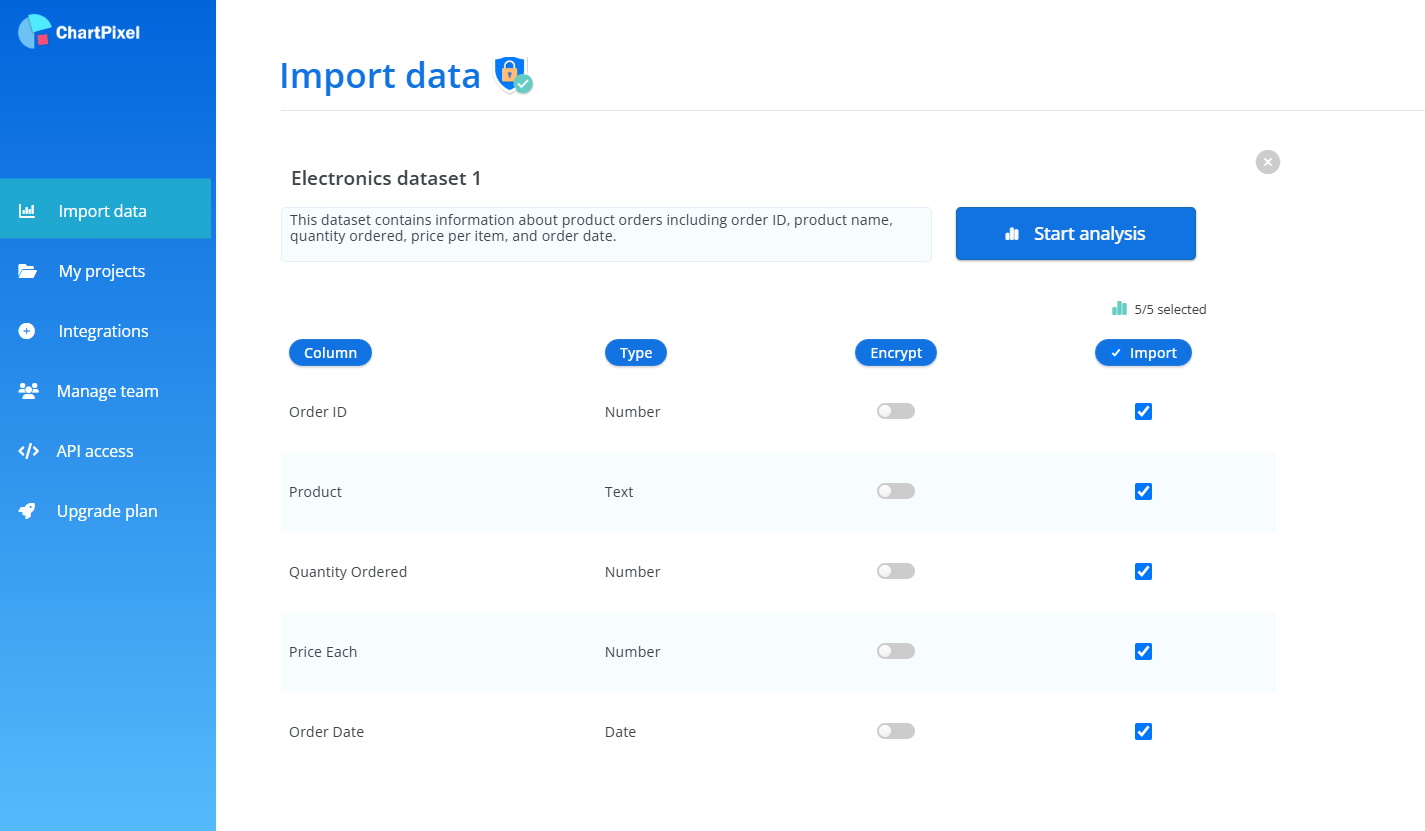 ChartPixel
Import data
My projects
Integrations
Manage team
API access
Upgrade plan
Import data
Electronics dataset 1
This dataset contains information about product orders including order ID, product name,
quantity ordered, price per item, and order date.
Start analysis
5/5 selected
Column Type Encrypt Import
Order ID Number
Product Text
Quantity Ordered Number
Price Each Number
Order Date Date